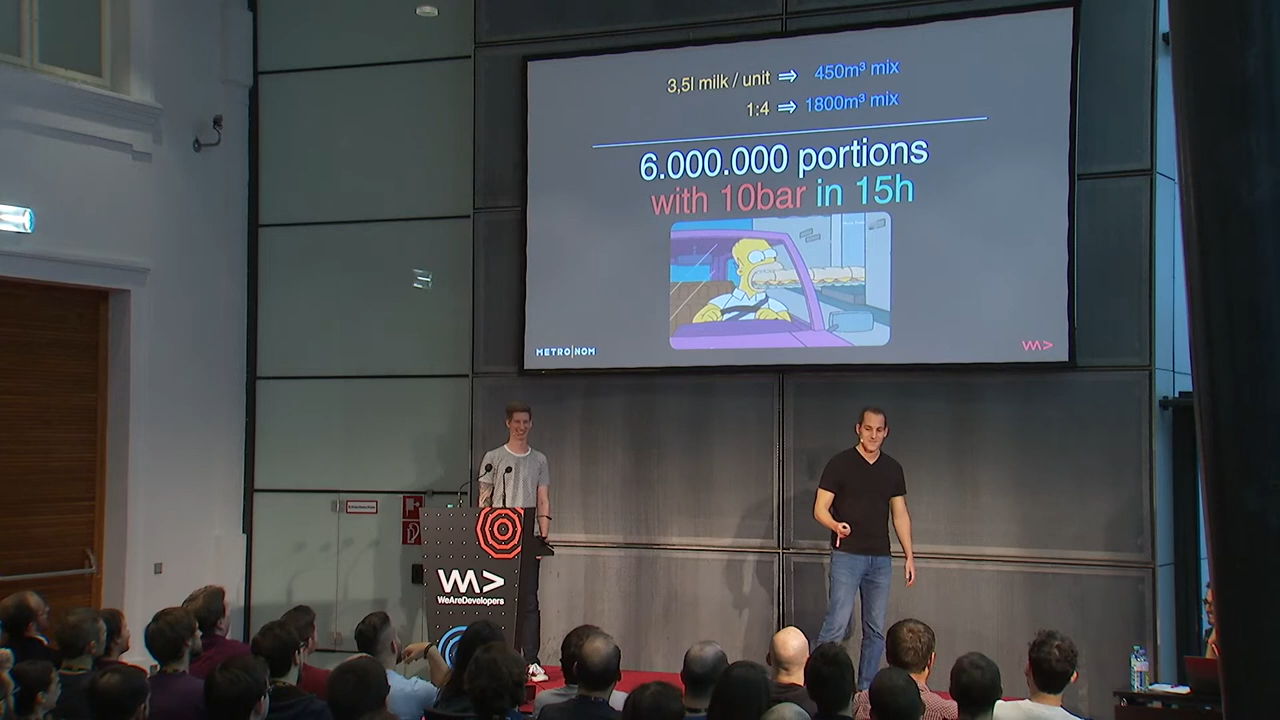 3,5l milk / unit ⇒ 450m³ mix
1:4 ⇒ 1800m³ mix
6.000.000 portions
with 10bar in 15h
METRO|NOM
WeAreDevelopers